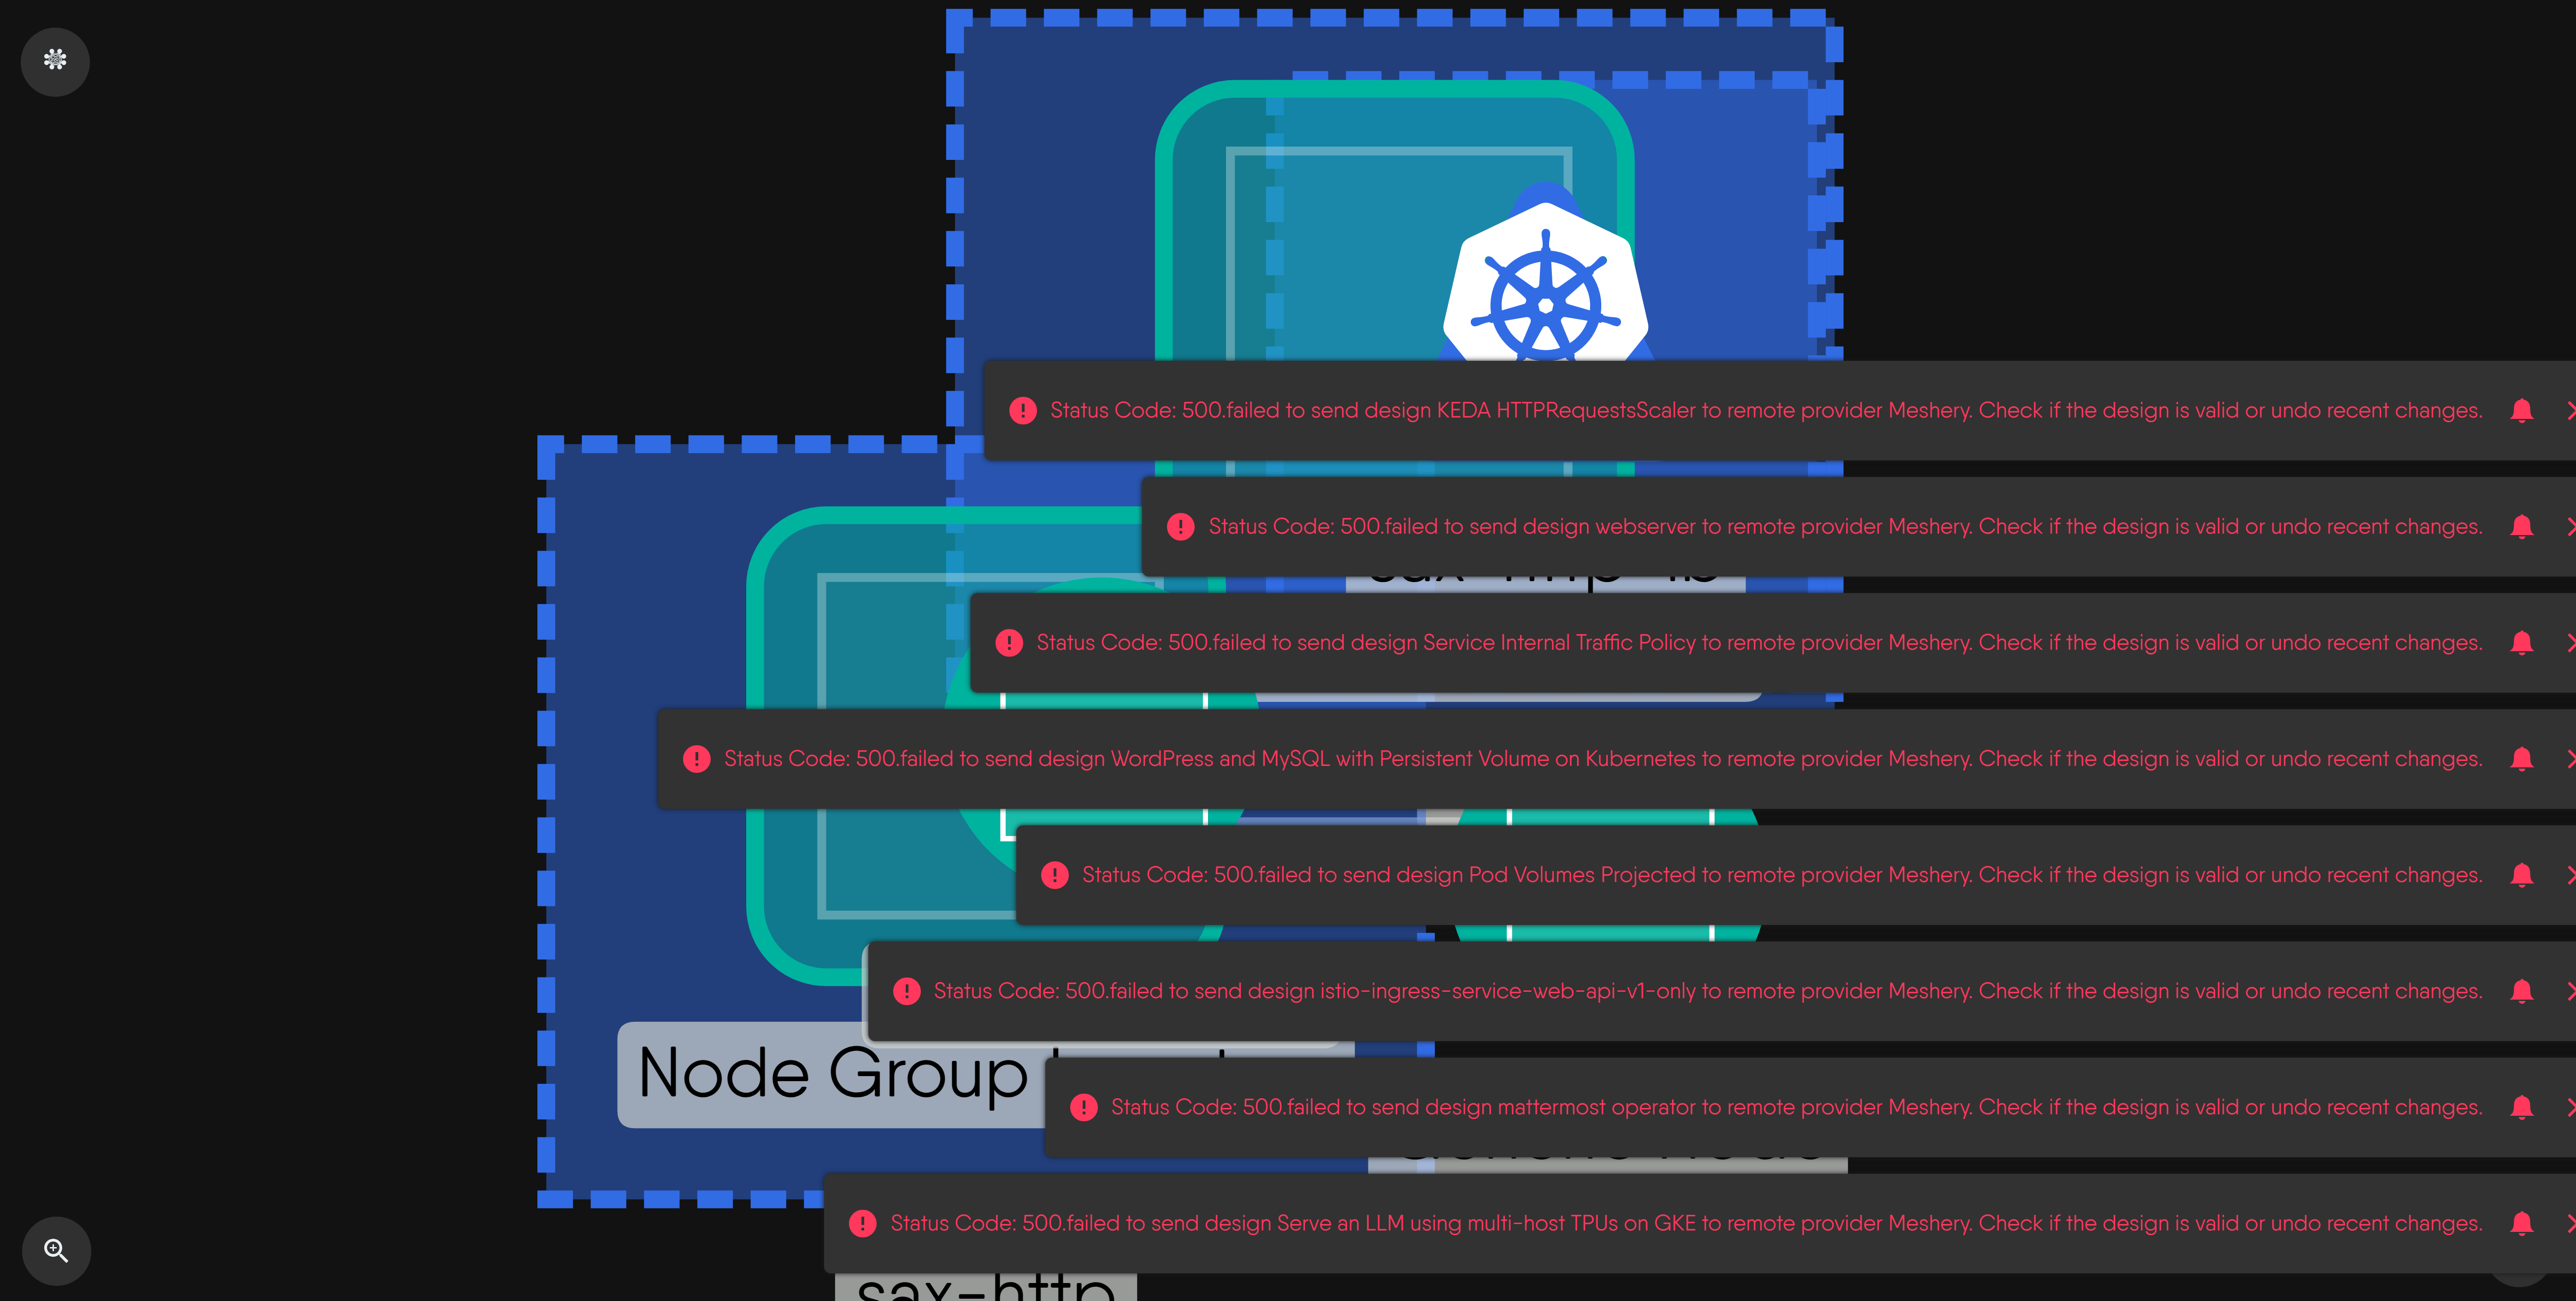 Status Code: 500.failed to send design KEDA HTTPRequestsScaler to remote provider Meshery. Check if the design is valid or undo recent changes.
Status Code: 500.failed to send design webserver to remote provider Meshery. Check if the design is valid or undo recent changes.
Status Code: 500.failed to send design Service Internal Traffic Policy to remote provider Meshery. Check if the design is valid or undo recent changes.
Status Code: 500.failed to send design WordPress and MySQL with Persistent Volume on Kubernetes to remote provider Meshery. Check if the design is valid or undo recent changes.
Status Code: 500.failed to send design Pod Volumes Projected to remote provider Meshery. Check if the design is valid or undo recent changes.
Status Code: 500.failed to send design istio-ingress-service-web-api-v1-only to remote provider Meshery. Check if the design is valid or undo recent changes.
Node Group
Status Code: 500.failed to send design mattermost operator to remote provider Meshery. Check if the design is valid or undo recent changes.
Status Code: 500.failed to send design Serve an LLM using multi-host TPUs on GKE to remote provider Meshery. Check if the design is valid or undo recent changes.
sax-http